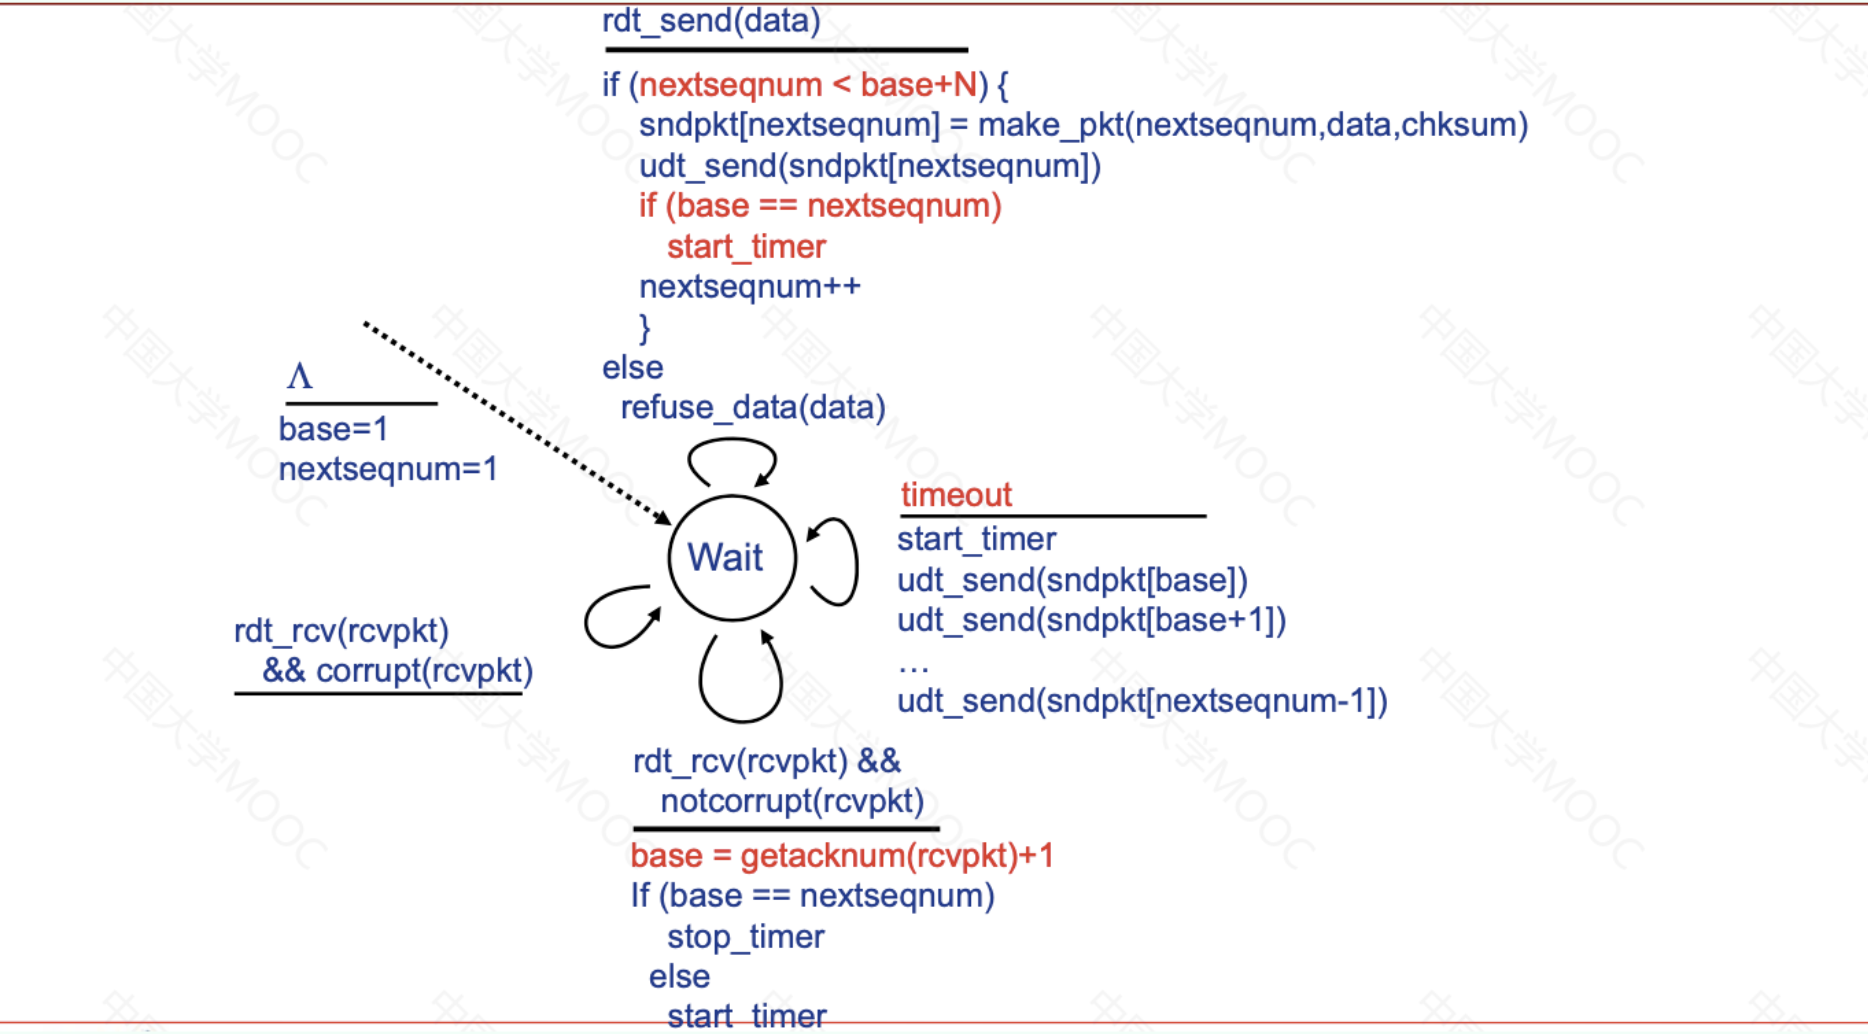 rdt_send(data)
if (nextseqnum < base+N) {
sndpkt[nextseqnum] = make_pkt(nextseqnum,data,chksum)
udt_send(sndpkt[nextseqnum])
if (base == nextseqnum)
start_timer
nextseqnum++
}
else
refuse_data(data)
Λ
base=1
nextseqnum=1
Wait
timeout
start_timer
udt_send(sndpkt[base])
udt_send(sndpkt[base+1])
…
udt_send(sndpkt[nextseqnum-1])
rdt_rcv(rcvpkt)
&& corrupt(rcvpkt)
rdt_rcv(rcvpkt) &&
notcorrupt(rcvpkt)
base = getacknum(rcvpkt)+1
If (base == nextseqnum)
stop_timer
else
start_timer
中国大学MOOC